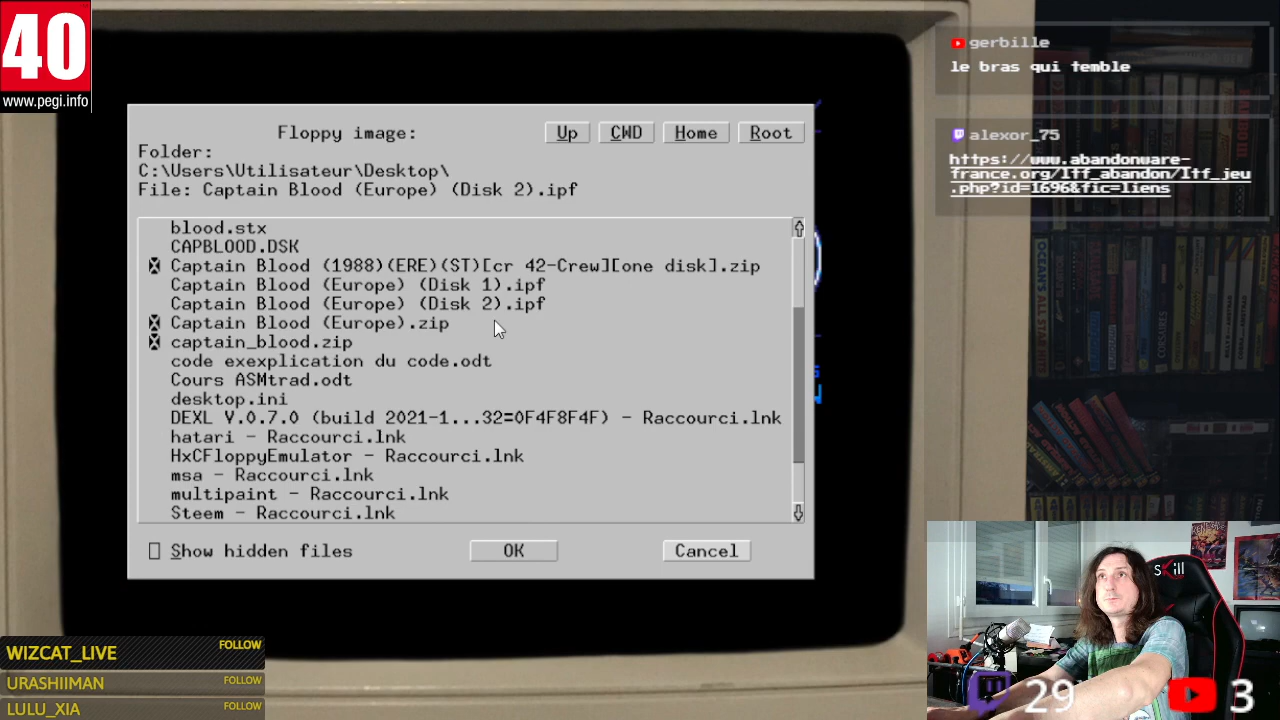 40
www.pegi.info
Floppy image:
Up
CWD
Home
Root
Folder:
C:\Users\Utilisateur\Desktop\
File: Captain Blood (Europe) (Disk 2).ipf
blood.stx
CAPBLOOD.DSK
Captain Blood (1988)(ERE)(ST)[cr 42-Crew][one disk].zip
Captain Blood (Europe) (Disk 1).ipf
Captain Blood (Europe) (Disk 2).ipf
Captain Blood (Europe).zip
captain_blood.zip
code exexplication du code.odt
Cours ASMtrad.odt
desktop.ini
DEXL V.0.7.0 (build 2021-1...32=0F4F8F4F) - Raccourci.lnk
hatari - Raccourci.lnk
HxCFloppyEmulator - Raccourci.lnk
msa - Raccourci.lnk
multipaint - Raccourci.lnk
Steem - Raccourci.lnk
Show hidden files
OK
Cancel
gerbille
le bras qui temble
alexor_75
https://www.abandonware-
france.org/ltf_abandon/ltf_jeu
.php?id=1696&fic=liens
WIZCAT_LIVE
FOLLOW
URASHIIMAN
FOLLOW
LULU_XIA
FOLLOW
skill
29
3